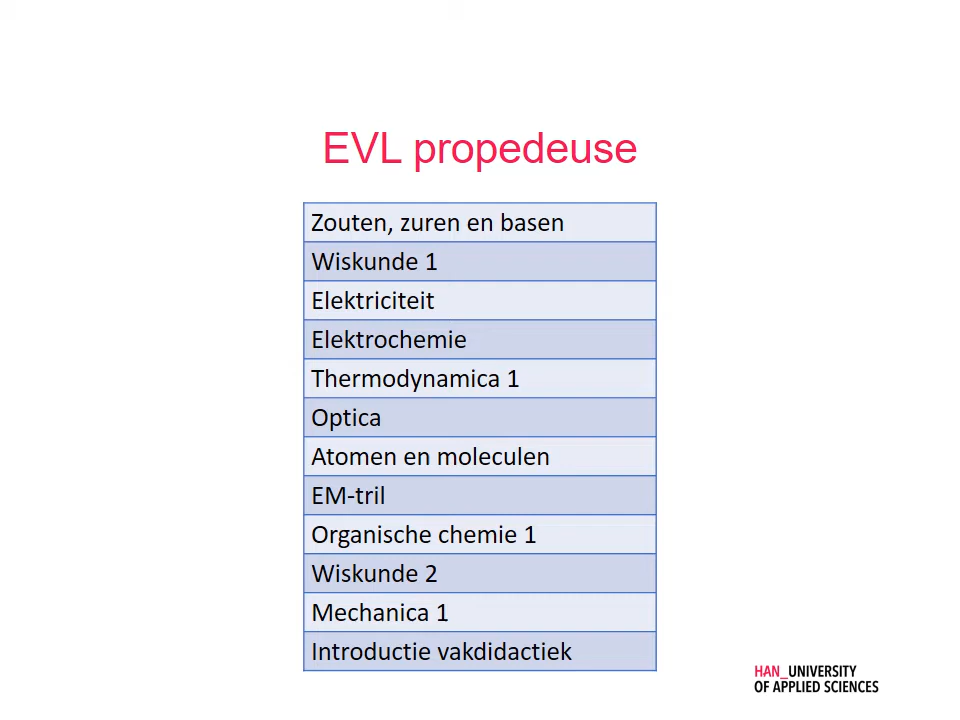 EVL propedeuse
Zouten, zuren en basen
Wiskunde 1
Elektriciteit
Elektrochemie
Thermodynamica 1
Optica
Atomen en moleculen
EM-tril
Organische chemie 1
Wiskunde 2
Mechanica 1
Introductie vakdidactiek
HAN_UNIVERSITY
OF APPLIED SCIENCES